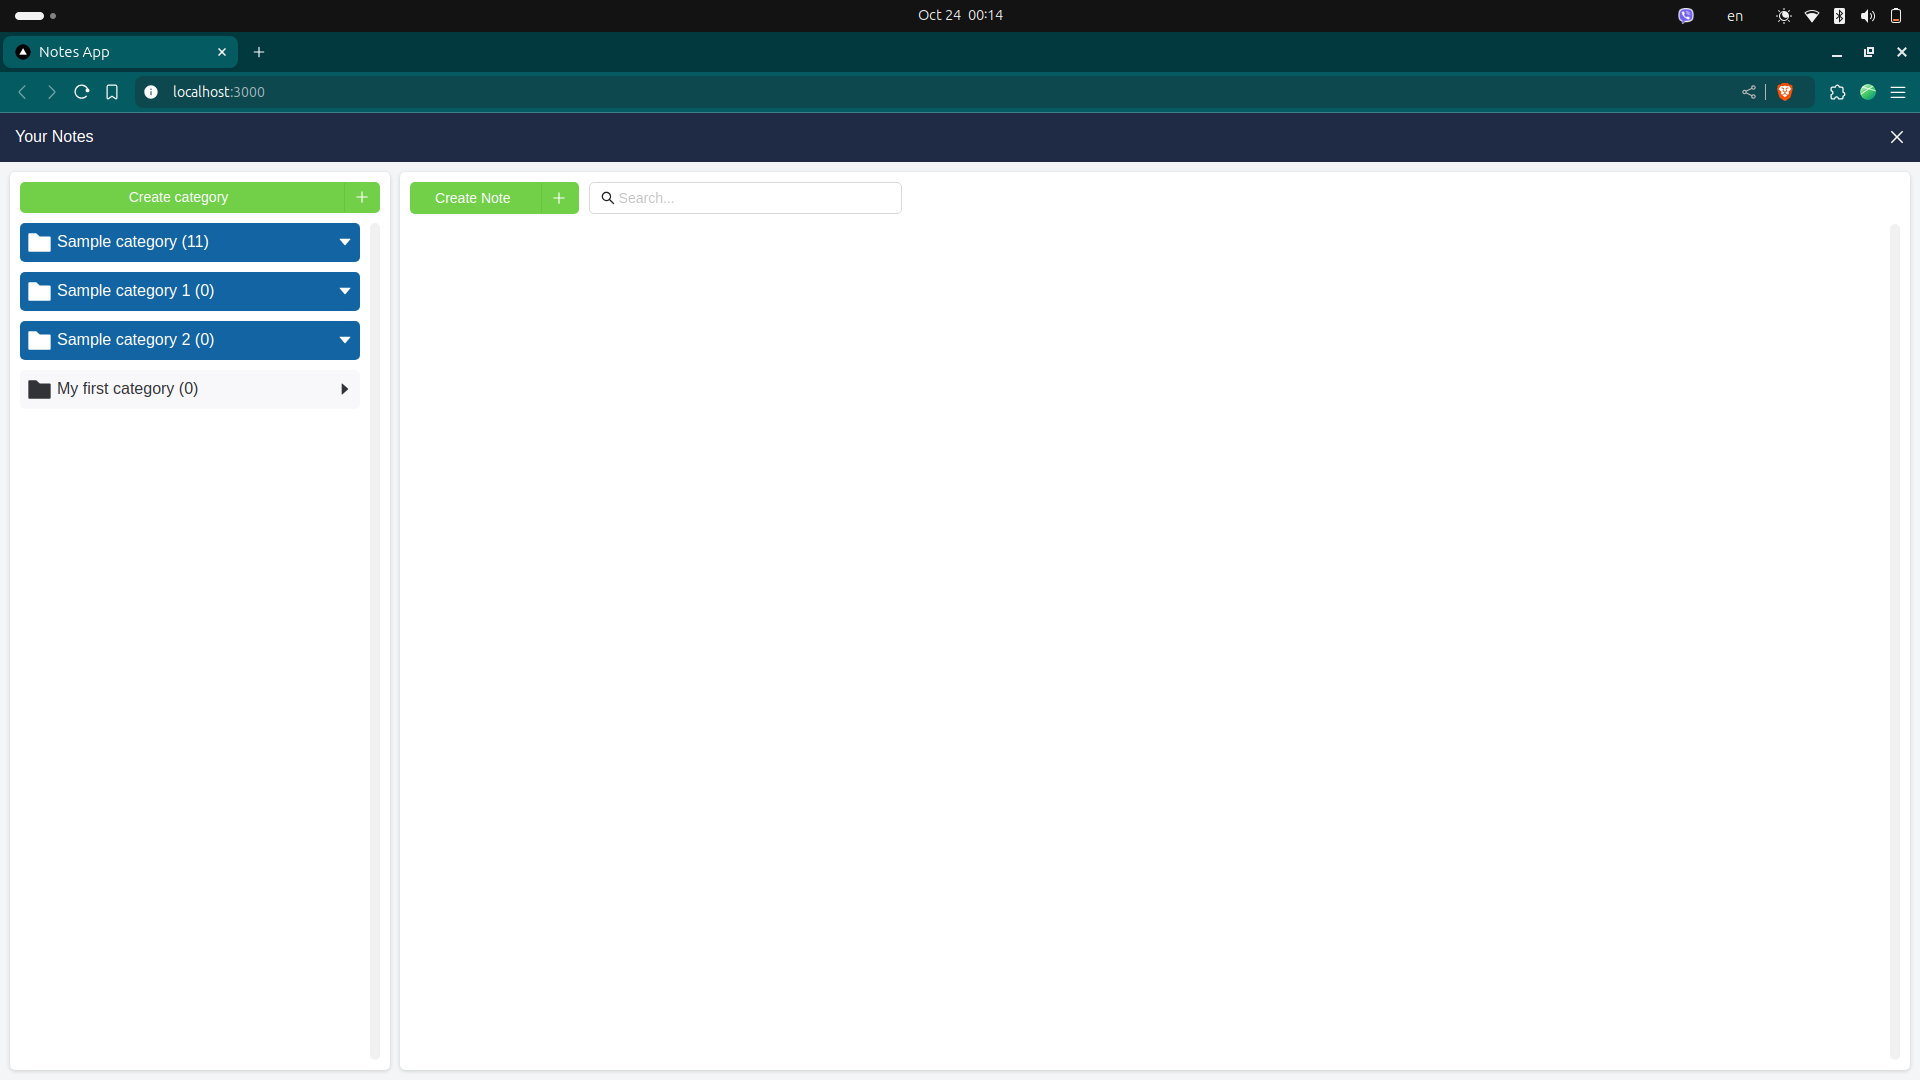 Oct 24 00:14
en
Notes App
localhost:3000
Your Notes
Create category
Create Note
Search...
Sample category (11)
Sample category 1 (0)
Sample category 2 (0)
My first category (0)